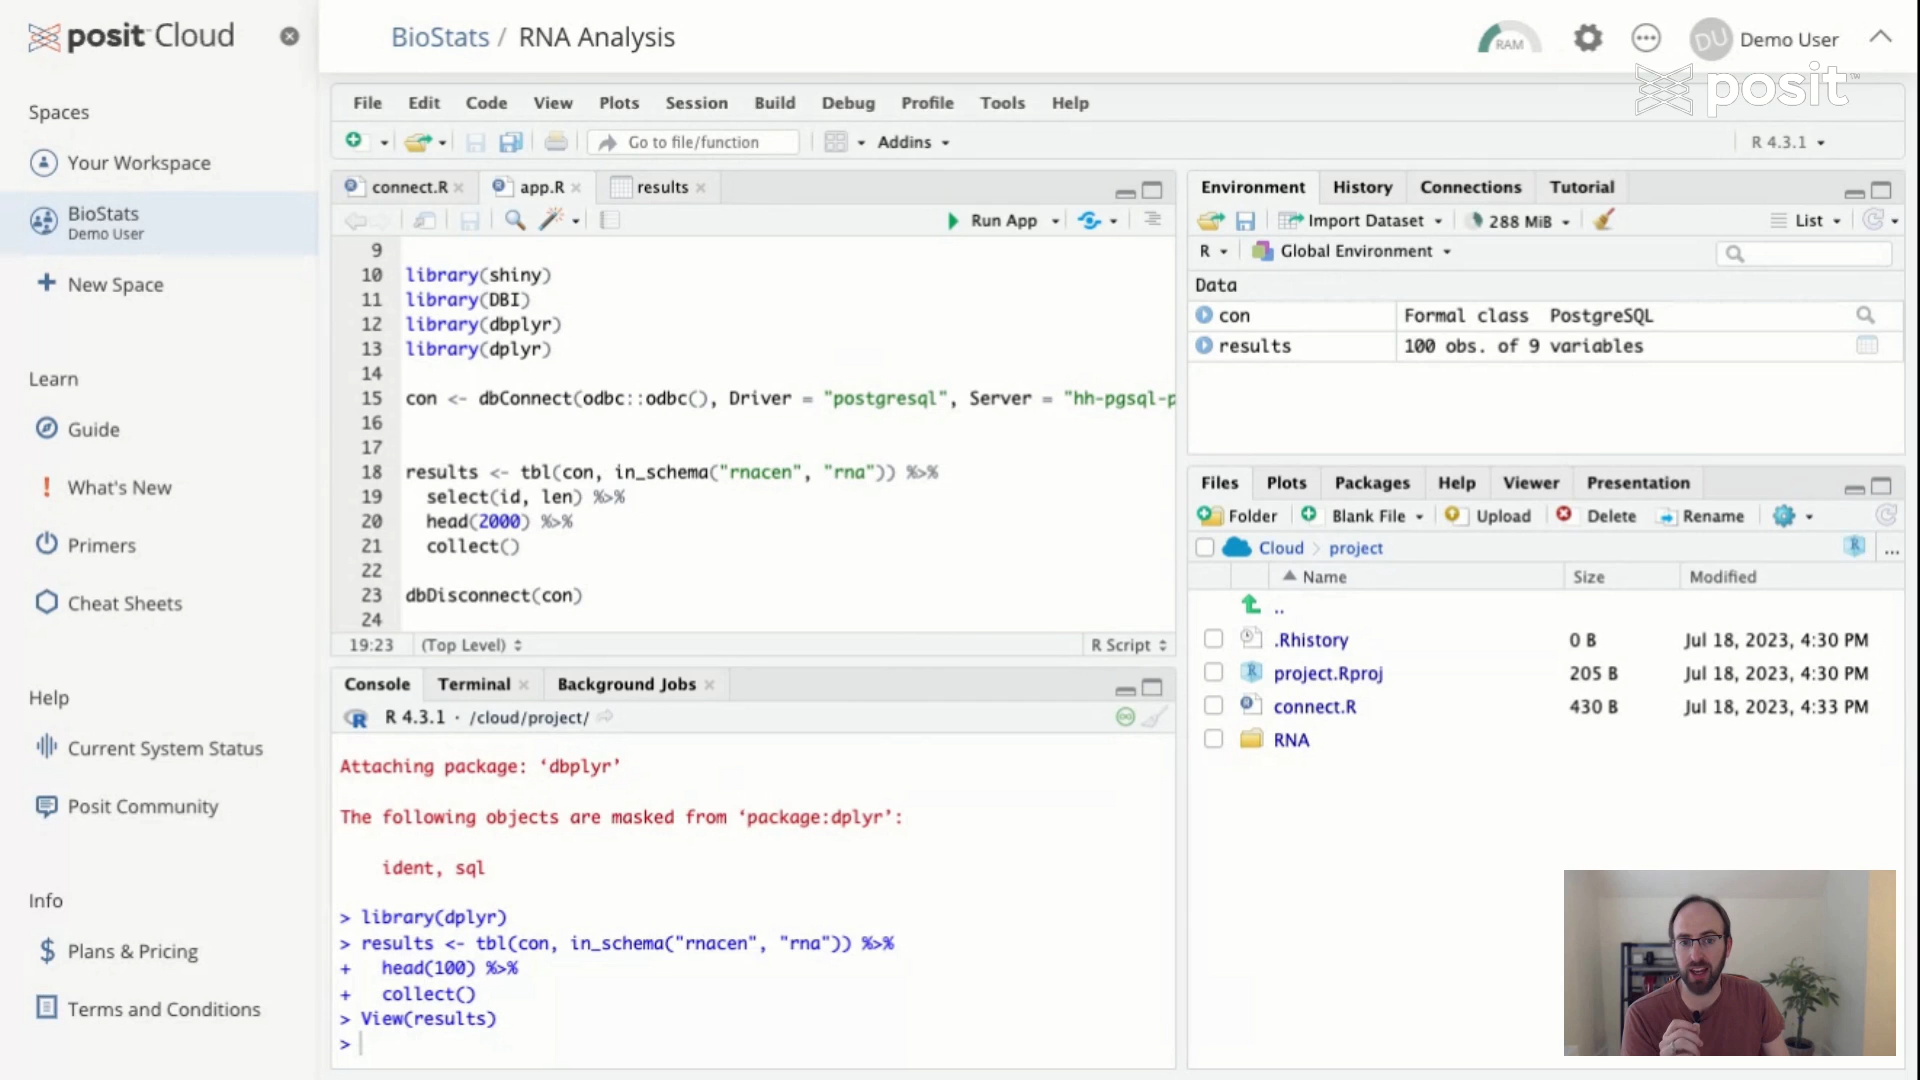 posit Cloud
BioStats / RNA Analysis
RAM
DU
Demo User
posit™
Spaces
Your Workspace
BioStats
Demo User
New Space
Learn
Guide
What's New
Primers
Cheat Sheets
Help
Current System Status
Posit Community
Info
Plans & Pricing
Terms and Conditions
File Edit Code View Plots Session Build Debug Profile Tools Help
Go to file/function
Addins
R 4.3.1
connect.R
app.R
results
Run App
9
10 library(shiny)
11 library(DBI)
12 library(dbplyr)
13 library(dplyr)
14
15 con <- dbConnect(odbc::odbc(), Driver = "postgresql", Server = "hh-pgsql-p
16
17
18 results <- tbl(con, in_schema("rnacen", "rna")) %>%
19 select(id, len) %>%
20 head(2000) %>%
21 collect()
22
23 dbDisconnect(con)
24
19:23 (Top Level) R Script
Console Terminal Background Jobs
R 4.3.1 · /cloud/project/
Attaching package: ‘dbplyr’
The following objects are masked from ‘package:dplyr’:
ident, sql
> library(dplyr)
> results <- tbl(con, in_schema("rnacen", "rna")) %>%
+ head(100) %>%
+ collect()
> View(results)
>
Environment History Connections Tutorial
Import Dataset 288 MiB List
R Global Environment
Data
con Formal class PostgreSQL
results 100 obs. of 9 variables
Files Plots Packages Help Viewer Presentation
Folder Blank File Upload Delete Rename
Cloud > project
R ...
Name Size Modified
..
.Rhistory 0 B Jul 18, 2023, 4:30 PM
project.Rproj 205 B Jul 18, 2023, 4:30 PM
connect.R 430 B Jul 18, 2023, 4:33 PM
RNA